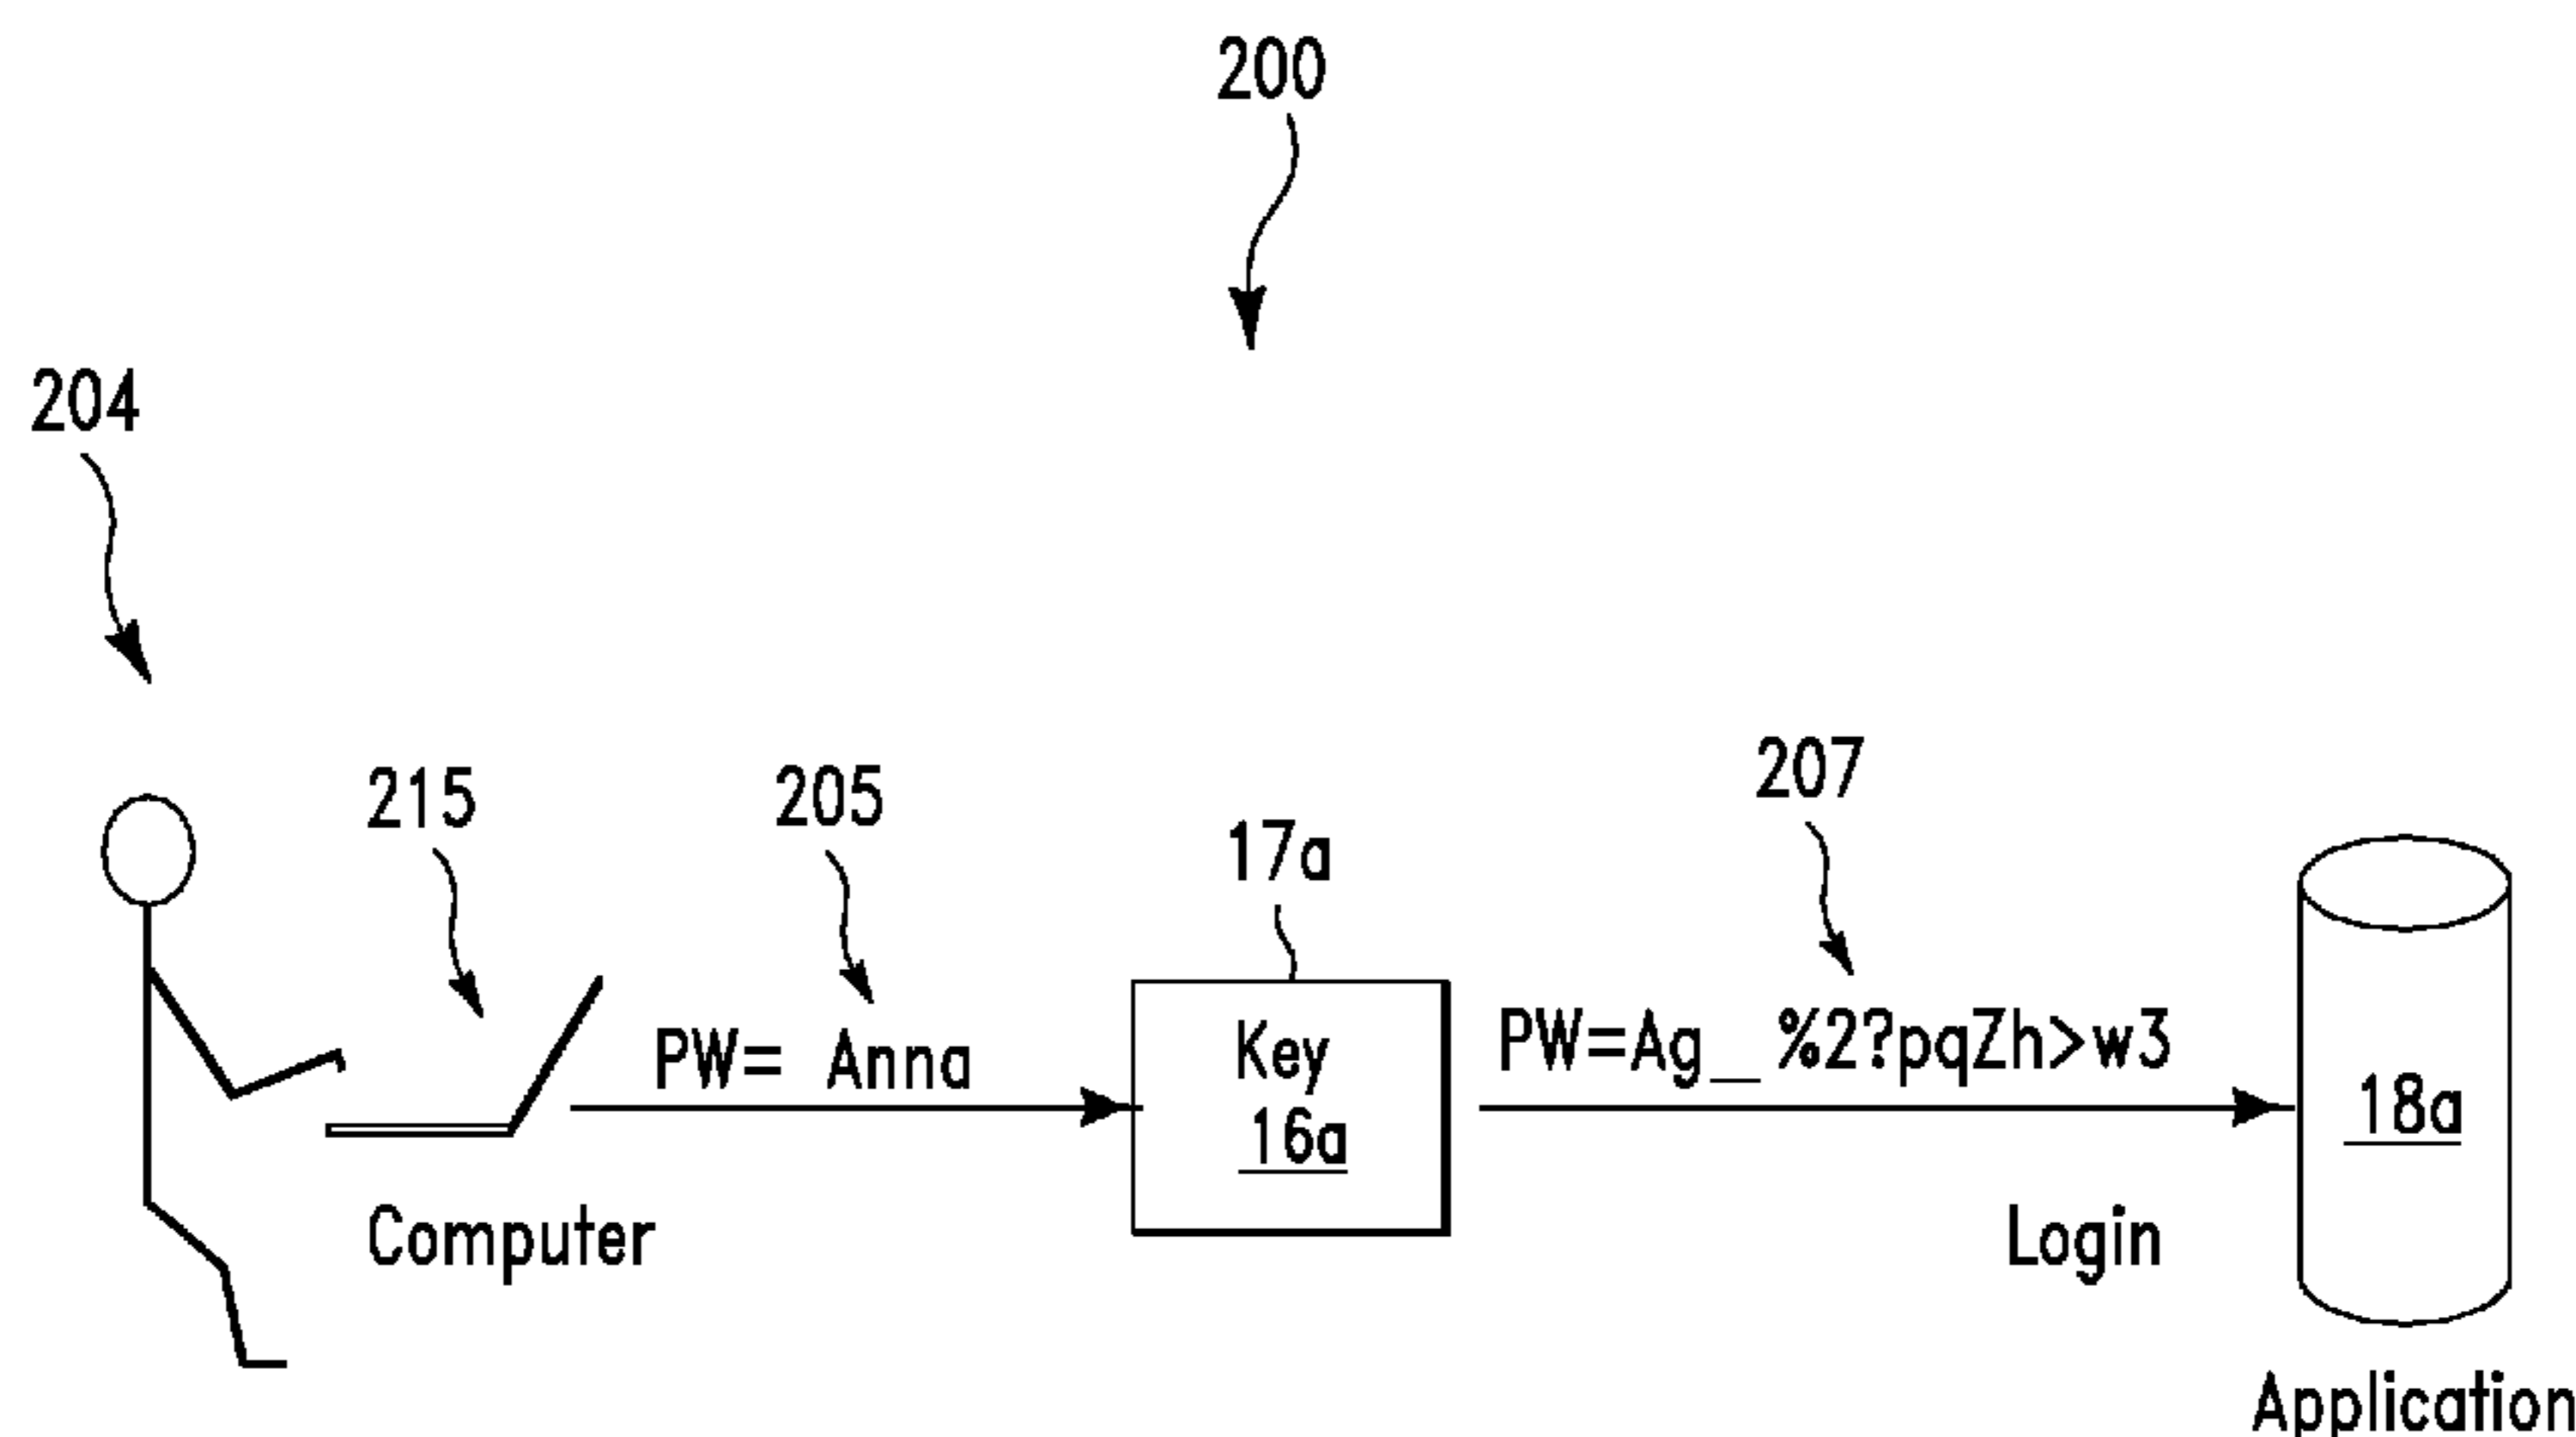 200
204
215
205
17a
207
PW= Anna
Key
16a
PW=Ag_ %2?pqZh>w3
18a
Computer
Login
Application